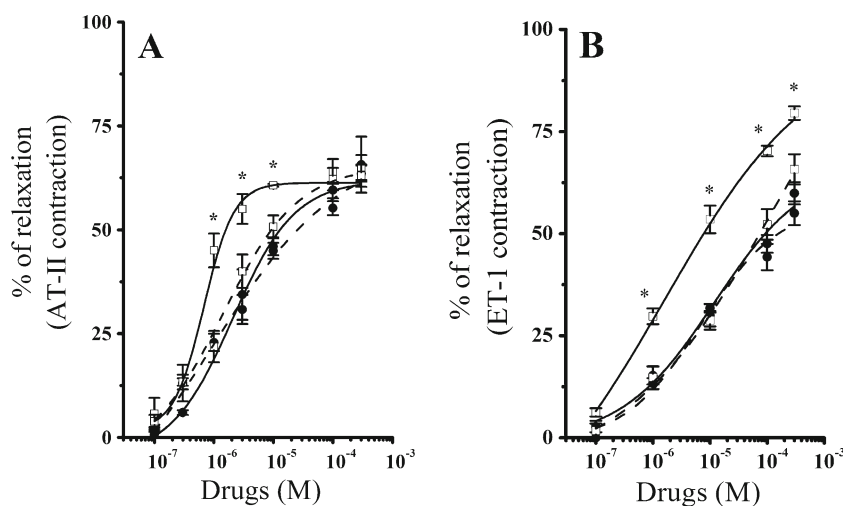 A
B
100
75
50
25
0
% of relaxation
(AT-II contraction)
* * * *
10-7 10-6 10-5 10-4 10-3
Drugs (M)
100
75
50
25
0
% of relaxation
(ET-1 contraction)
* * * * *
10-7 10-6 10-5 10-4 10-3
Drugs (M)